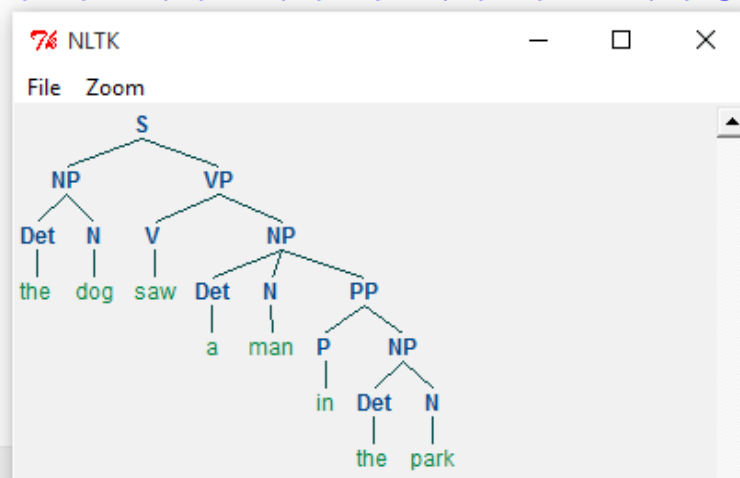 NLTK
File Zoom
S
NP VP
Det N V NP
the dog saw Det N PP
a man P NP
in Det N
the park